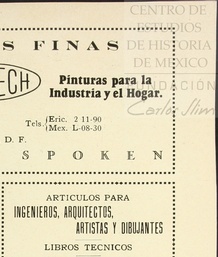 CENTRO DE
ESTUDIOS
DE HISTORIA
DE MEXICO
FUNDACIÓN
Carlos Slim
S FINAS
ECH
Pinturas para la
Industria y el Hogar.
Tels. Eric. 2 11-90
Mex. L-08-30
D. F.
SPOKEN
ARTICULOS PARA
INGENIEROS, ARQUITECTOS,
ARTISTAS Y DIBUJANTES
LIBROS TECNICOS